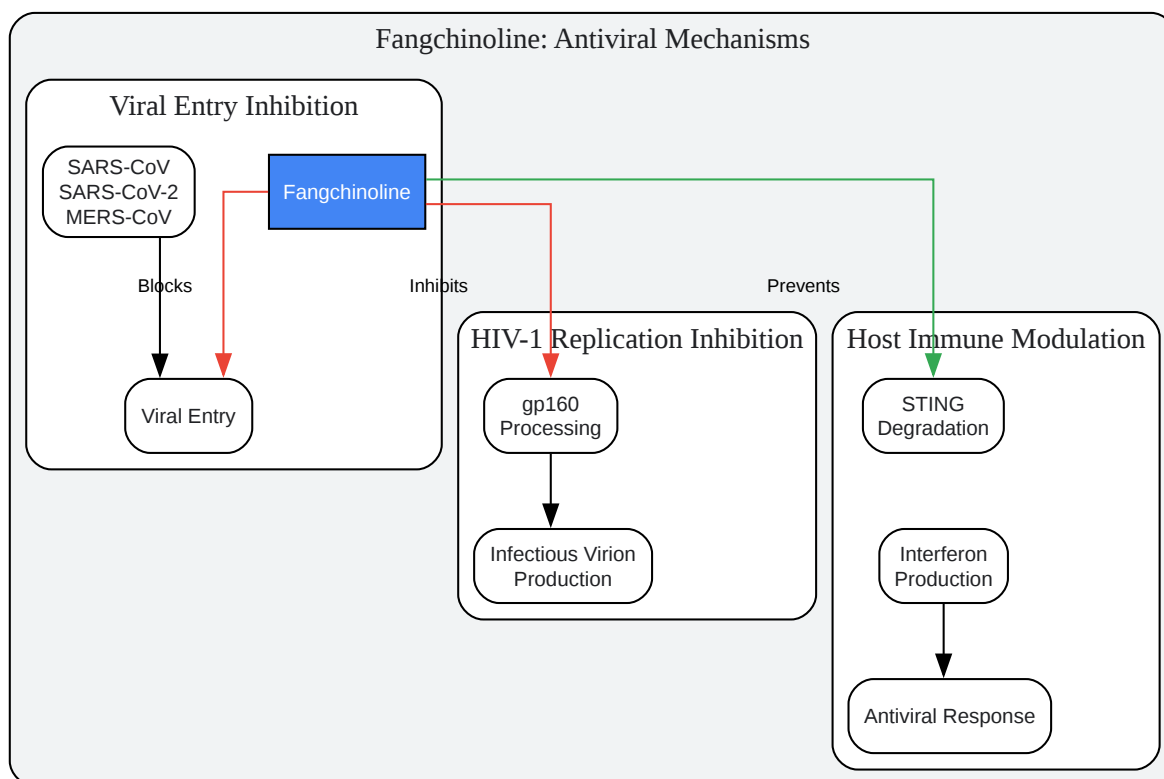 Fangchinoline: Antiviral Mechanisms
Viral Entry Inhibition
SARS-CoV
SARS-CoV-2
MERS-CoV
Fangchinoline
Blocks
Inhibits
Prevents
Viral Entry
HIV-1 Replication Inhibition
gp160
Processing
Infectious Virion
Production
Host Immune Modulation
STING
Degradation
Interferon
Production
Antiviral Response